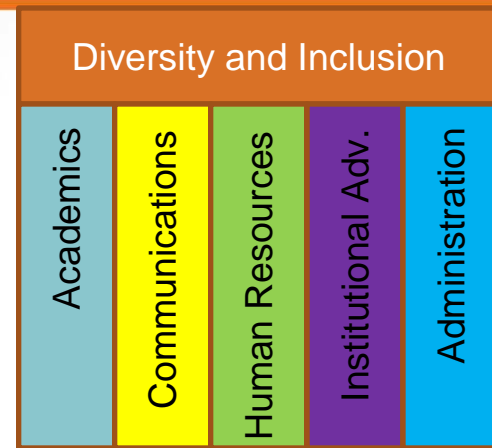 Diversity and Inclusion
Academics
Communications
Human Resources
Institutional Adv.
Administration